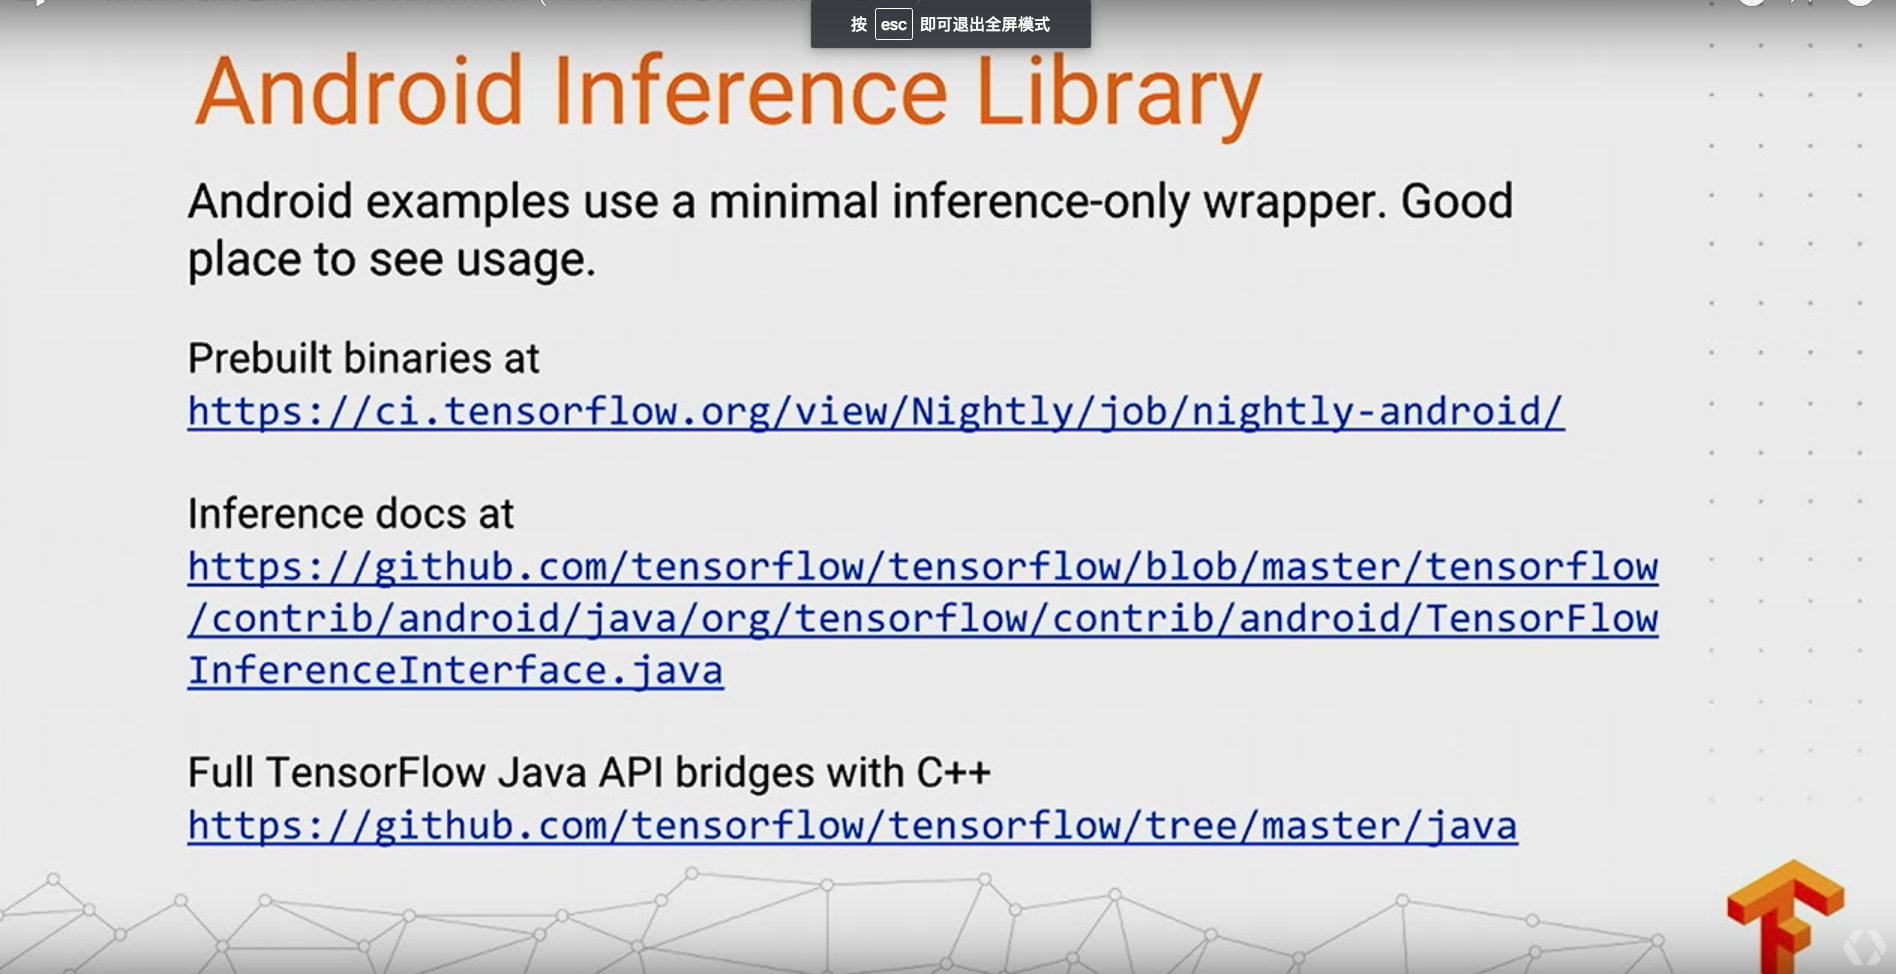 按 esc 即可退出全屏模式
Android Inference Library
Android examples use a minimal inference-only wrapper. Good
place to see usage.
Prebuilt binaries at
https://ci.tensorflow.org/view/Nightly/job/nightly-android/
Inference docs at
https://github.com/tensorflow/tensorflow/blob/master/tensorflow
/contrib/android/java/org/tensorflow/contrib/android/TensorFlow
InferenceInterface.java
Full TensorFlow Java API bridges with C++
https://github.com/tensorflow/tensorflow/tree/master/java